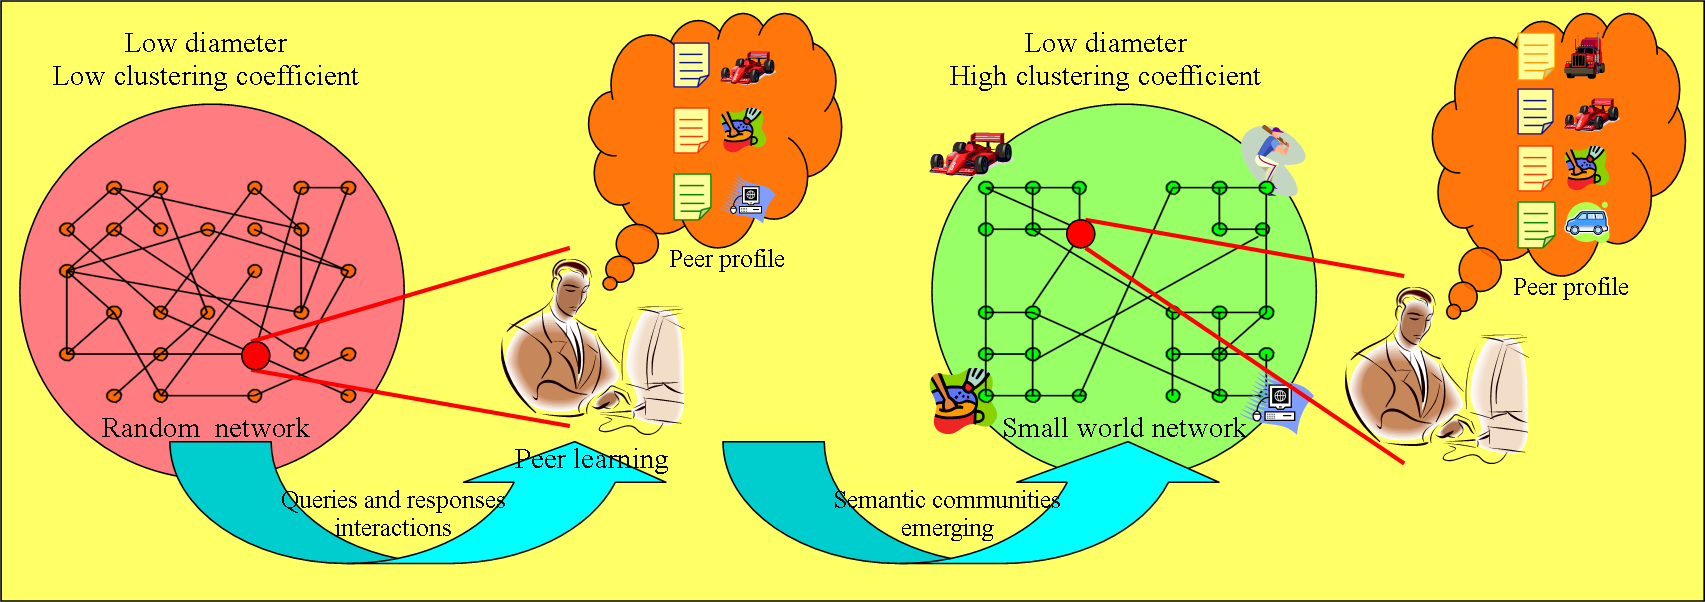 Low diameter
Low clustering coefficient
Random network
Peer profile
Peer learning
Queries and responses
interactions
Low diameter
High clustering coefficient
Small world network
Peer profile
Semantic communities
emerging